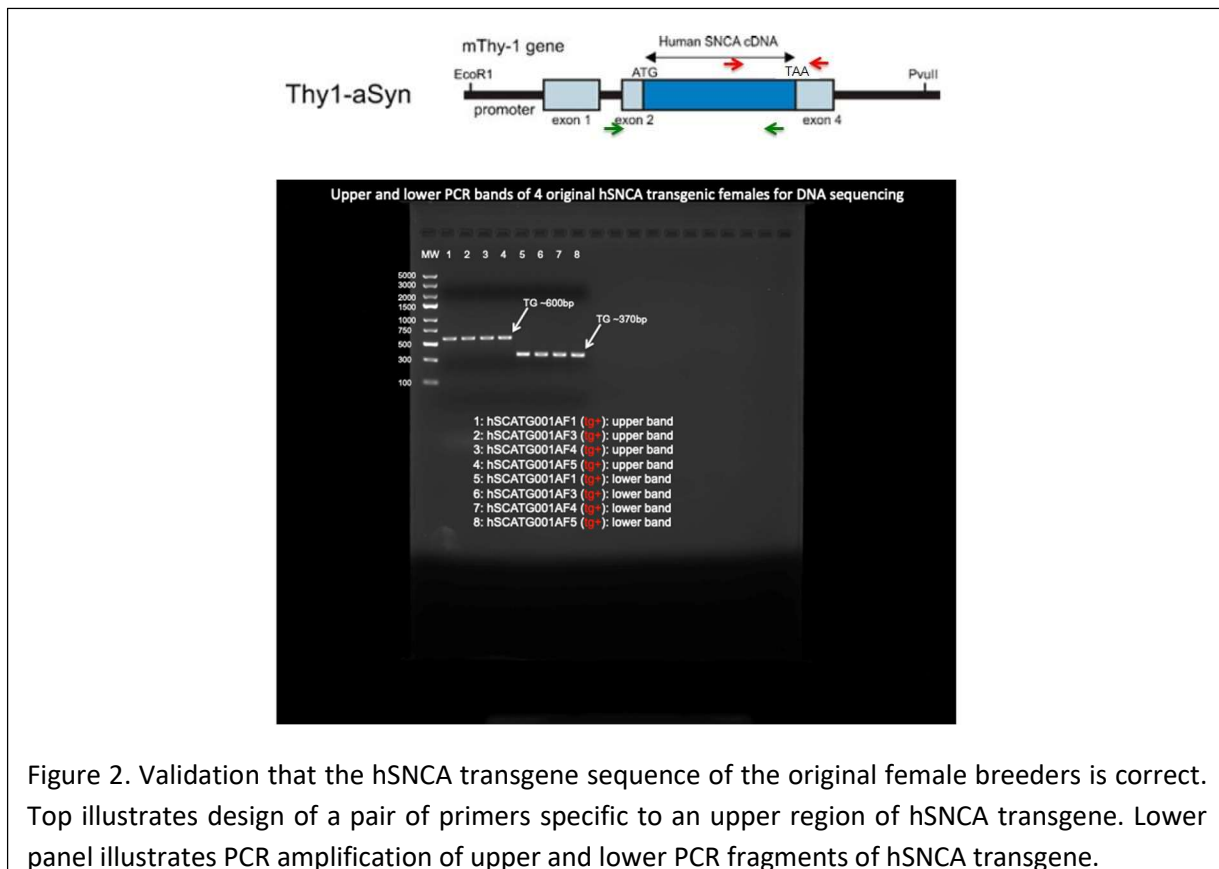 mThy-1 gene
Human SNCA cDNA
EcoR1
ATG
TAA
PvuII
Thy1-aSyn
promoter
exon 1
exon 2
exon 4
Upper and lower PCR bands of 4 original hSNCA transgenic females for DNA sequencing
MW 1 2 3 4 5 6 7 8
5000
3000
2000
1500
1000
750
500
300
100
TG ~600bp
TG ~370bp
1: hSCATG001AF1 (tg+): upper band
2: hSCATG001AF3 (tg+): upper band
3: hSCATG001AF4 (tg+): upper band
4: hSCATG001AF5 (tg+): upper band
5: hSCATG001AF1 (tg+): lower band
6: hSCATG001AF3 (tg+): lower band
7: hSCATG001AF4 (tg+): lower band
8: hSCATG001AF5 (tg+): lower band
Figure 2. Validation that the hSNCA transgene sequence of the original female breeders is correct.
Top illustrates design of a pair of primers specific to an upper region of hSNCA transgene. Lower
panel illustrates PCR amplification of upper and lower PCR fragments of hSNCA transgene.